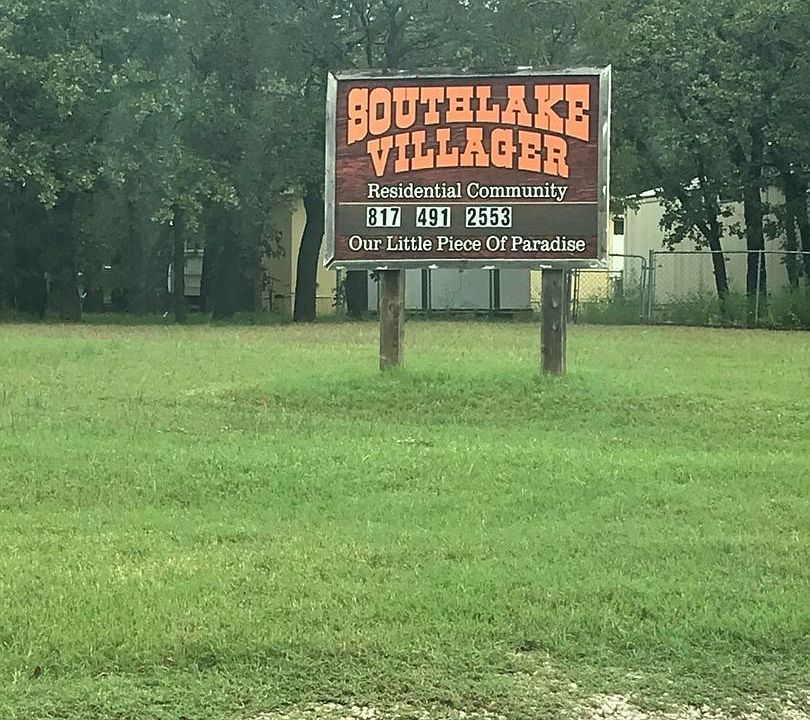 SOUTHLAKE
VILLAGER
Residential Community
817 491 2553
Our Little Piece Of Paradise